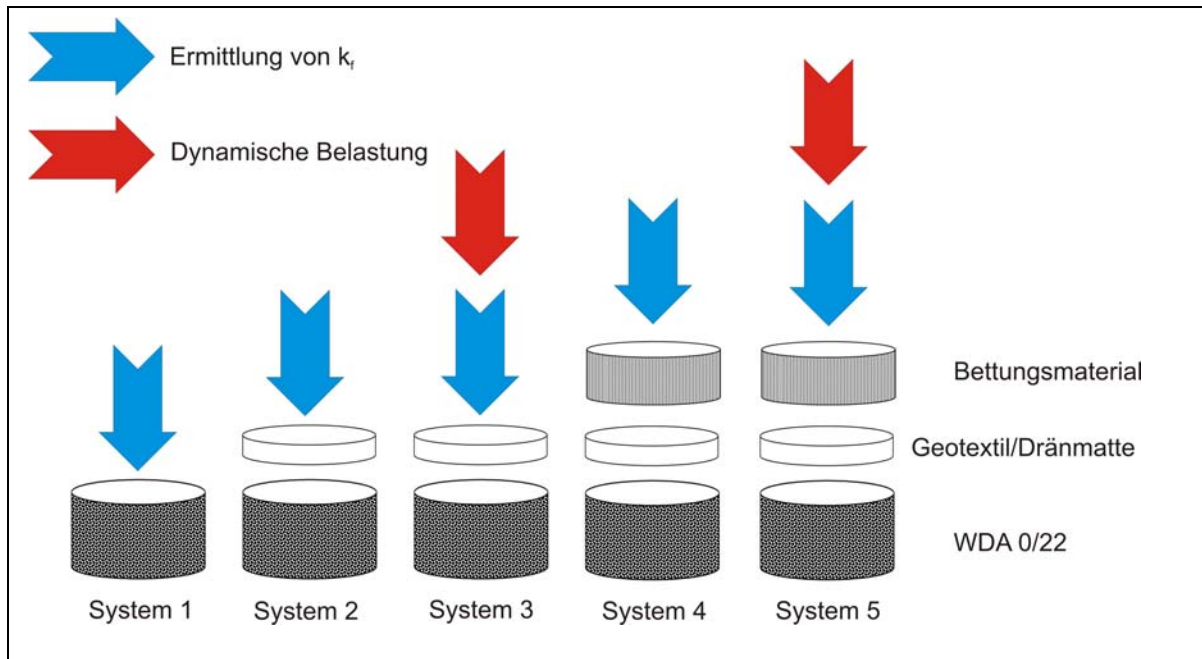 Ermittlung von kf
Dynamische Belastung
Bettungsmaterial
Geotextil/Dränmatte
WDA 0/22
System 1
System 2
System 3
System 4
System 5